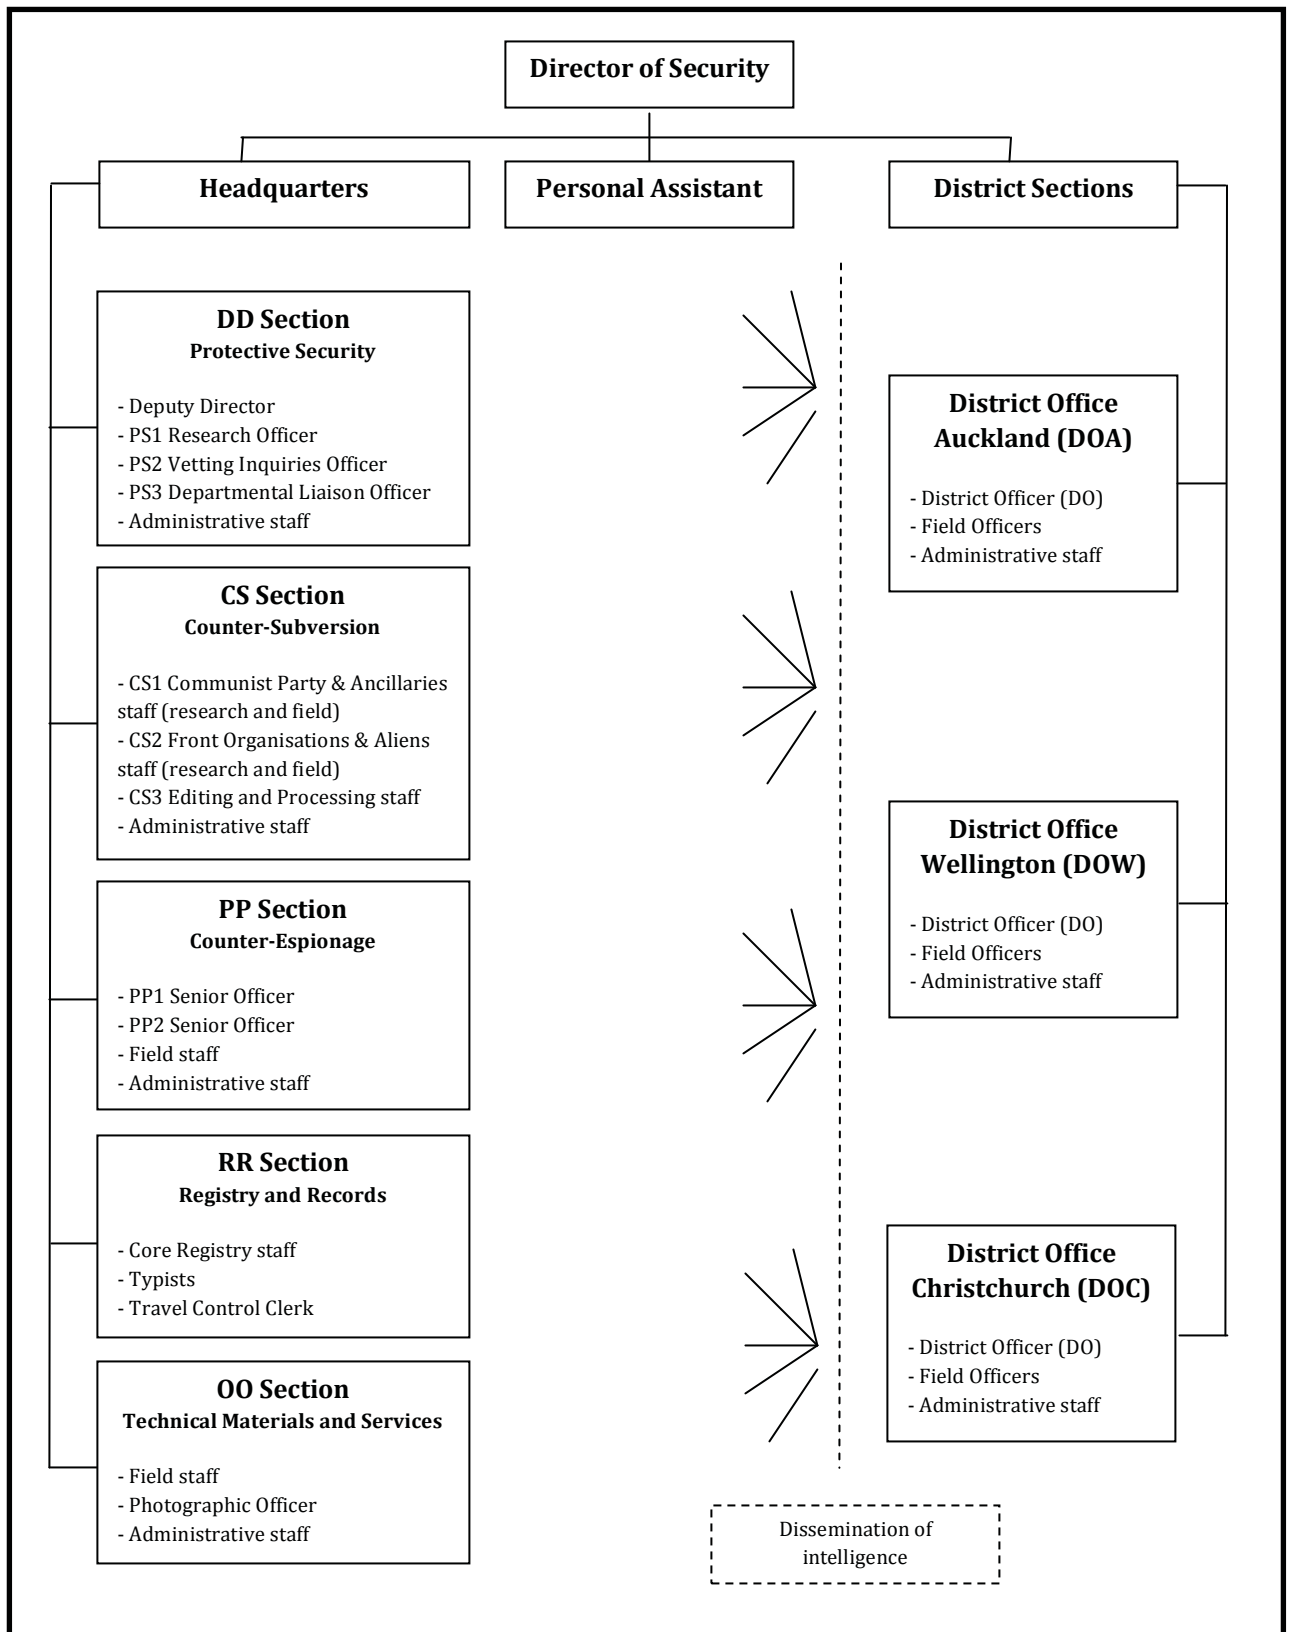 Director of Security
Headquarters
Personal Assistant
District Sections
DD Section
Protective Security
- Deputy Director
- PS1 Research Officer
- PS2 Vetting Inquiries Officer
- PS3 Departmental Liaison Officer
- Administrative staff
CS Section
Counter-Subversion
- CS1 Communist Party & Ancillaries
staff (research and field)
- CS2 Front Organisations & Aliens
staff (research and field)
- CS3 Editing and Processing staff
- Administrative staff
PP Section
Counter-Espionage
- PP1 Senior Officer
- PP2 Senior Officer
- Field staff
- Administrative staff
RR Section
Registry and Records
- Core Registry staff
- Typists
- Travel Control Clerk
OO Section
Technical Materials and Services
- Field staff
- Photographic Officer
- Administrative staff
District Office
Auckland (DOA)
- District Officer (DO)
- Field Officers
- Administrative staff
District Office
Wellington (DOW)
- District Officer (DO)
- Field Officers
- Administrative staff
District Office
Christchurch (DOC)
- District Officer (DO)
- Field Officers
- Administrative staff
Dissemination of
intelligence